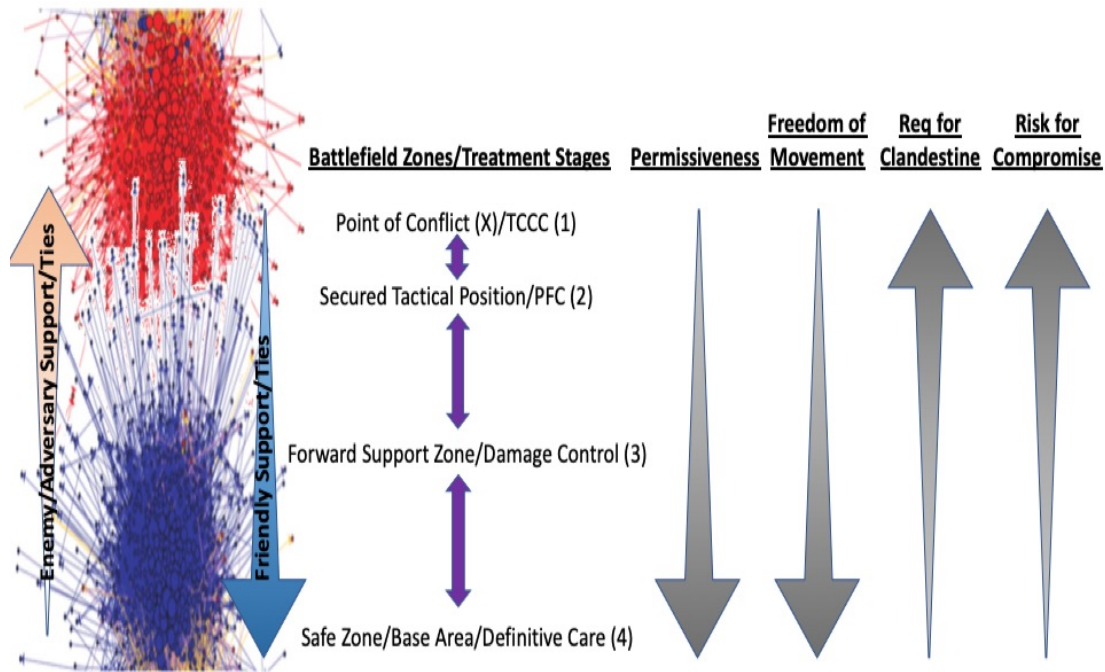 Enemy/Adversary Support/Ties
Friendly Support/Ties
Battlefield Zones/Treatment Stages
Point of Conflict (X)/TCCC (1)
Secured Tactical Position/PFC (2)
Forward Support Zone/Damage Control (3)
Safe Zone/Base Area/Definitive Care (4)
Permissiveness
Freedom of
Movement
Req for
Clandestine
Risk for
Compromise